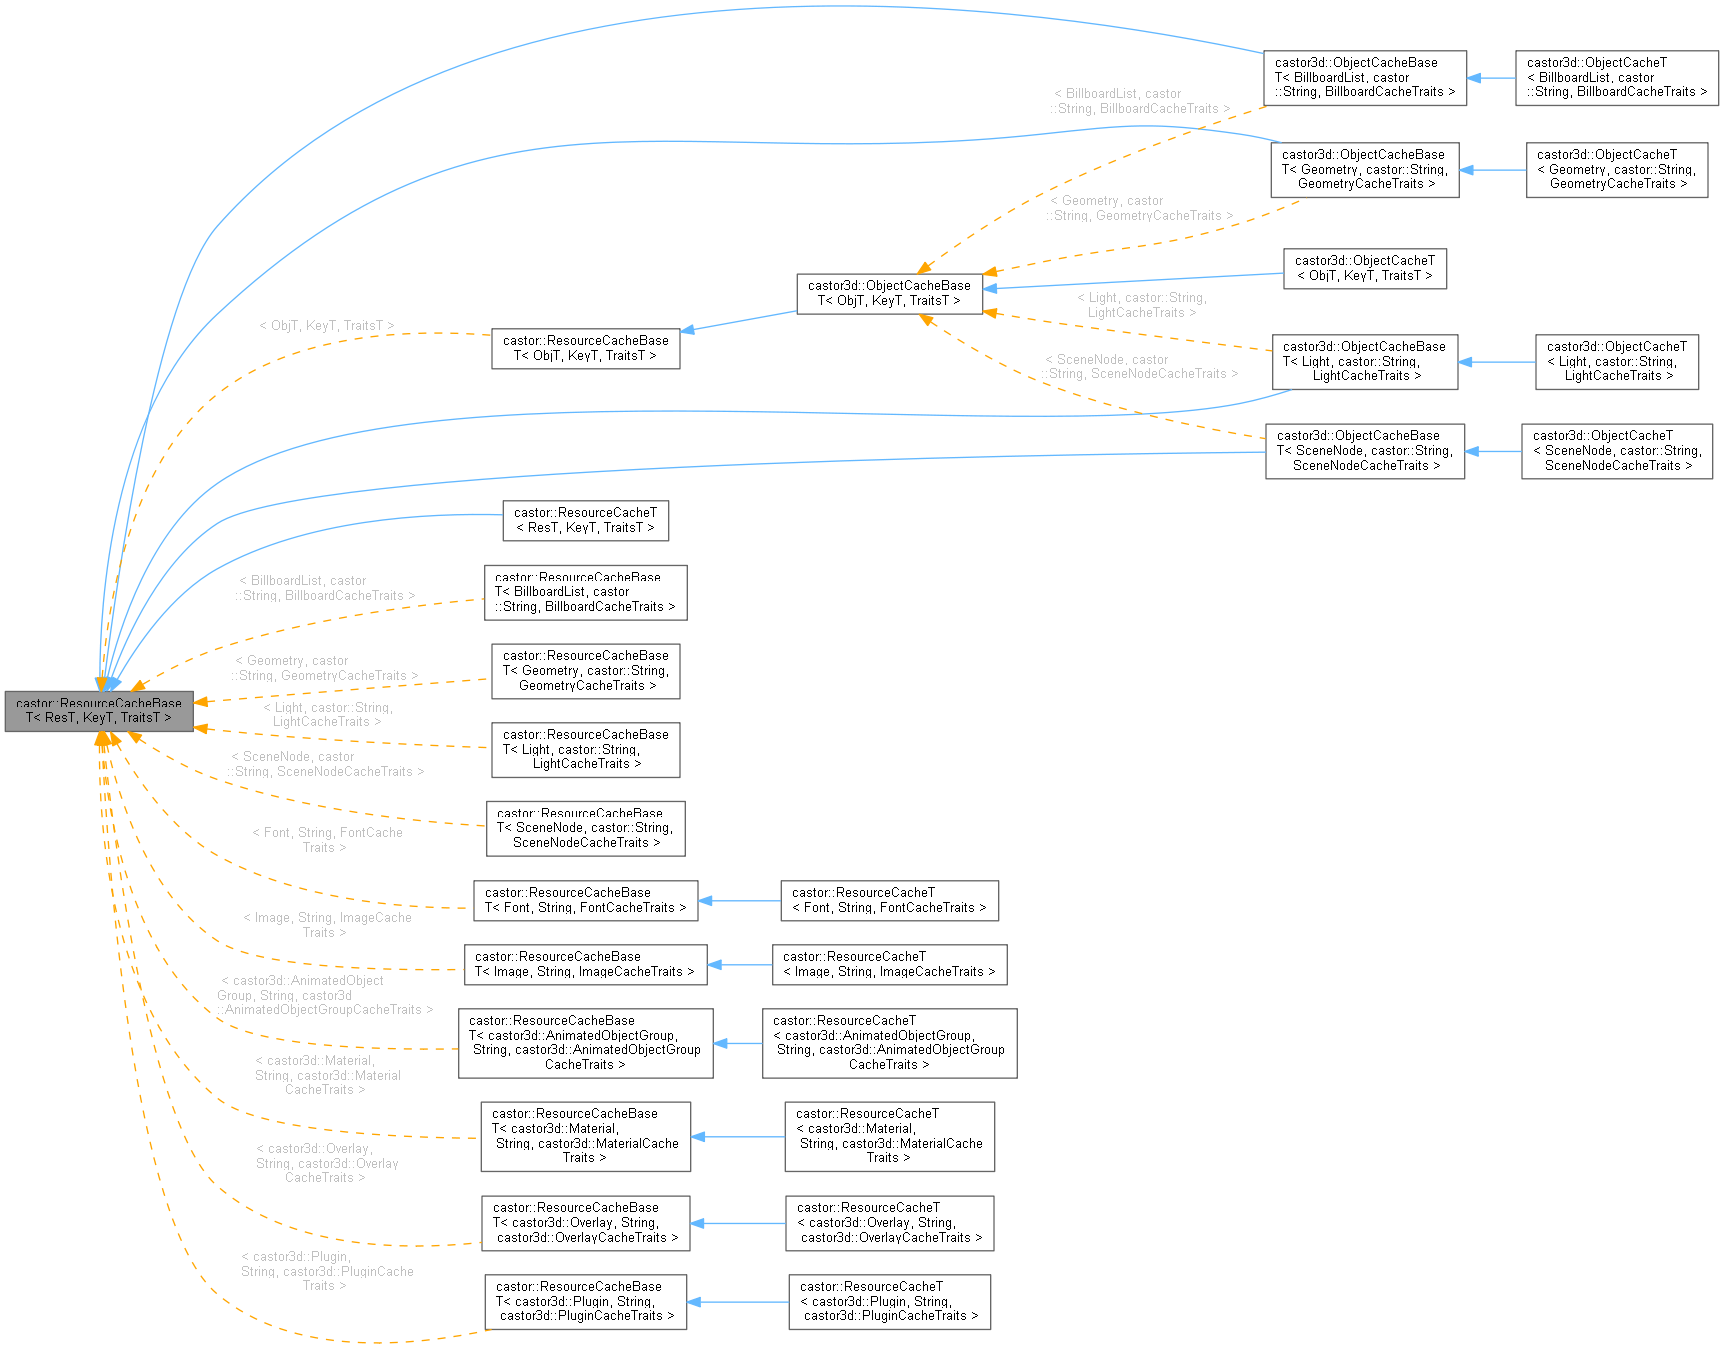 castor3d::ObjectCacheBase
T< BillboardList, castor
::String, BillboardCacheTraits >
castor3d::ObjectCacheT
< BillboardList, castor
::String, BillboardCacheTraits >
< BillboardList, castor
::String, BillboardCacheTraits >
castor3d::ObjectCacheBase
T< Geometry, castor::String,
GeometryCacheTraits >
castor3d::ObjectCacheT
< Geometry, castor::String,
GeometryCacheTraits >
< Geometry, castor
::String, GeometryCacheTraits >
castor3d::ObjectCacheT
< ObjT, KeyT, TraitsT >
castor3d::ObjectCacheBase
T< ObjT, KeyT, TraitsT >
< Light, castor::String,
LightCacheTraits >
< ObjT, KeyT, TraitsT >
castor::ResourceCacheBase
T< ObjT, KeyT, TraitsT >
castor3d::ObjectCacheBase
T< Light, castor::String,
LightCacheTraits >
castor3d::ObjectCacheT
< Light, castor::String,
LightCacheTraits >
< SceneNode, castor
::String, SceneNodeCacheTraits >
castor3d::ObjectCacheBase
T< SceneNode, castor::String,
SceneNodeCacheTraits >
castor3d::ObjectCacheT
< SceneNode, castor::String,
SceneNodeCacheTraits >
castor::ResourceCacheT
< ResT, KeyT, TraitsT >
< BillboardList, castor
::String, BillboardCacheTraits >
castor::ResourceCacheBase
T< BillboardList, castor
::String, BillboardCacheTraits >
< Geometry, castor
::String, GeometryCacheTraits >
castor::ResourceCacheBase
T< Geometry, castor::String,
GeometryCacheTraits >
castor::ResourceCacheBase
T< ResT, KeyT, TraitsT >
< Light, castor::String,
LightCacheTraits >
castor::ResourceCacheBase
T< Light, castor::String,
LightCacheTraits >
< SceneNode, castor
::String, SceneNodeCacheTraits >
castor::ResourceCacheBase
T< SceneNode, castor::String,
SceneNodeCacheTraits >
< Font, String, FontCache
Traits >
castor::ResourceCacheBase
T< Font, String, FontCacheTraits >
castor::ResourceCacheT
< Font, String, FontCacheTraits >
< Image, String, ImageCache
Traits >
castor::ResourceCacheBase
T< Image, String, ImageCacheTraits >
castor::ResourceCacheT
< Image, String, ImageCacheTraits >
< castor3d::AnimatedObject
Group, String, castor3d
::AnimatedObjectGroupCacheTraits >
castor::ResourceCacheBase
T< castor3d::AnimatedObjectGroup,
String, castor3d::AnimatedObjectGroup
CacheTraits >
castor::ResourceCacheT
< castor3d::AnimatedObjectGroup,
String, castor3d::AnimatedObjectGroup
CacheTraits >
< castor3d::Material,
String, castor3d::Material
CacheTraits >
castor::ResourceCacheBase
T< castor3d::Material,
String, castor3d::MaterialCache
Traits >
castor::ResourceCacheT
< castor3d::Material,
String, castor3d::MaterialCache
Traits >
< castor3d::Overlay,
String, castor3d::Overlay
CacheTraits >
castor::ResourceCacheBase
T< castor3d::Overlay, String,
castor3d::OverlayCacheTraits >
castor::ResourceCacheT
< castor3d::Overlay, String,
castor3d::OverlayCacheTraits >
< castor3d::Plugin,
String, castor3d::PluginCache
Traits >
castor::ResourceCacheBase
T< castor3d::Plugin, String,
castor3d::PluginCacheTraits >
castor::ResourceCacheT
< castor3d::Plugin, String,
castor3d::PluginCacheTraits >